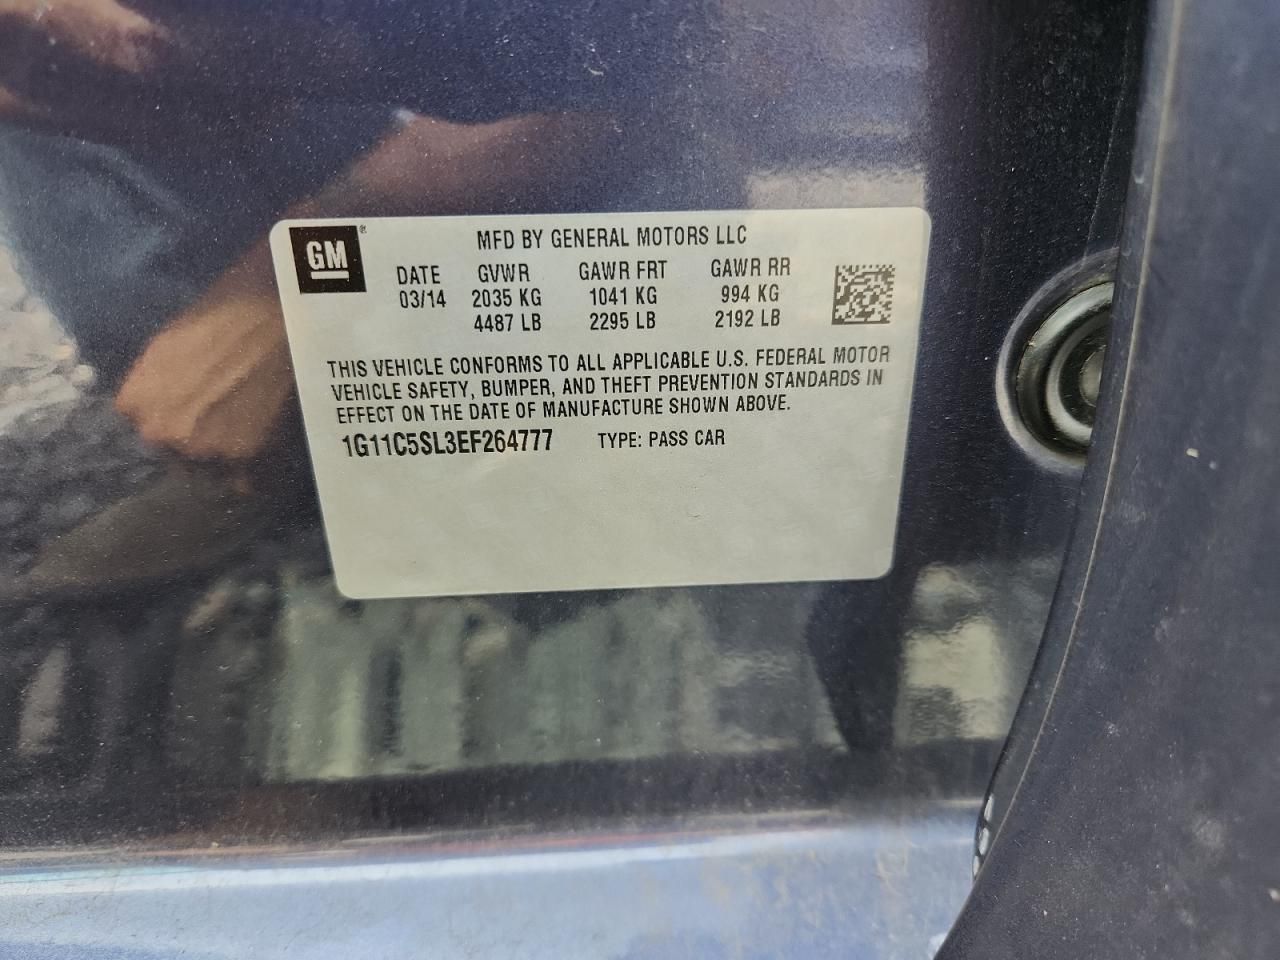 GM®
MFD BY GENERAL MOTORS LLC
DATE GVWR GAWR FRT GAWR RR
03/14 2035 KG 1041 KG 994 KG
4487 LB 2295 LB 2192 LB
THIS VEHICLE CONFORMS TO ALL APPLICABLE U.S. FEDERAL MOTOR
VEHICLE SAFETY, BUMPER, AND THEFT PREVENTION STANDARDS IN
EFFECT ON THE DATE OF MANUFACTURE SHOWN ABOVE.
1G11C5SL3EF264777 TYPE: PASS CAR